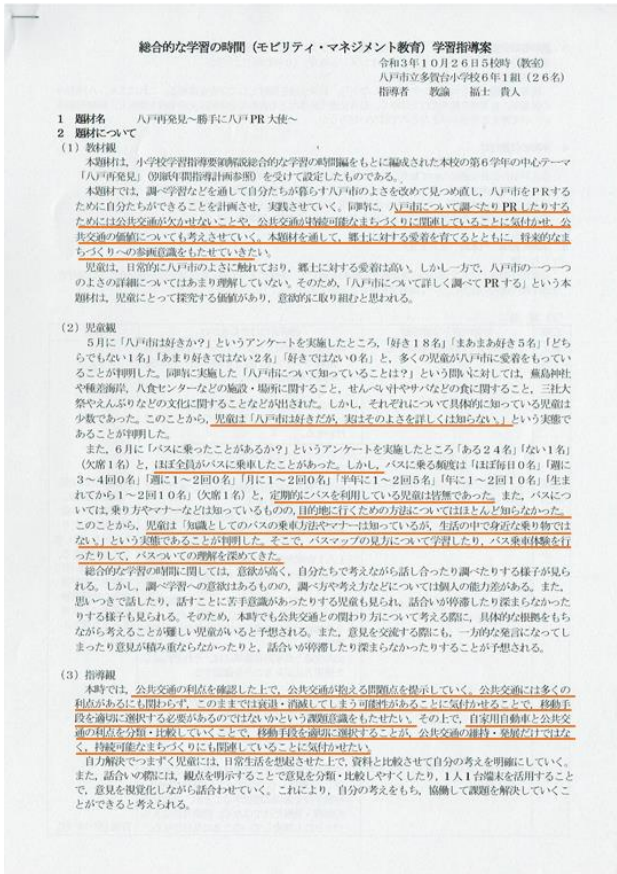 総合的な学習の時間（モビリティ・マネジメント教育）学習指導案
令和3年10月26日5校時（教室）
八戸市立多賀台小学校6年1組（26名）
指導者　教諭　福士　貴人
1　題材名　　八戸再発見～勝手に八戸PR大使～
2　題材について
（1）教材観
本題材は，小学校学習指導要領解説総合的な学習の時間編をもとに編成された本校の第6学年の中心テーマ
「八戸再発見」（別紙年間指導計画参照）を受けて設定したものである。
本題材では，調べ学習などを通して自分たちが暮らす八戸市のよさを改めて見つめ直し，八戸市をPRする
ために自分たちができることを計画させ，実践させていく。同時に，八戸市について調べたりPRしたりする
ためには公共交通が欠かせないことや，公共交通が持続可能なまちづくりに関連していることに気付かせ，公
共交通の価値についても考えさせていく。本題材を通して，郷土に対する愛着を育てるとともに，将来的なま
ちづくりへの参画意識をもたせていきたい。
児童は，日常的に八戸市のよさに触れており，郷土に対する愛着は高い。しかし一方で，八戸市の一つ一つ
のよさの詳細についてはあまり理解していない。そのため，「八戸市について詳しく調べてPRする」という本
題材は，児童にとって探究する価値があり，意欲的に取り組むと思われる。
（2）児童観
5月に「八戸市は好きか？」というアンケートを実施したところ，「好き18名」「まあまあ好き5名」「どち
らでもない1名」「あまり好きではない2名」「好きではない0名」と，多くの児童が八戸市に愛着をもってい
ることが判明した。同時に実施した「八戸市について知っていることは？」という問いに対しては，蕪島神社
や種差海岸，八食センターなどの施設・場所に関すること，せんべい汁やサバなどの食に関すること，三社大
祭やえんぶりなどの文化に関することなどが出された。しかし，それぞれについて具体的に知っている児童は
少数であった。このことから，児童は「八戸市は好きだが，実はそのよさを詳しくは知らない。」という実態で
あることが判明した。
また，6月に「バスに乗ったことがあるか？」というアンケートを実施したところ「ある24名」「ない1名」
（欠席1名）と，ほぼ全員がバスに乗車したことがあった。しかし，バスに乗る頻度は「ほぼ毎日0名」「週に
3～4回0名」「週に1～2回0名」「月に1～2回0名」「半年に1～2回5名」「年に1～2回10名」「生ま
れてから1～2回10名」（欠席1名）と，定期的にバスを利用している児童は皆無であった。また，バスにつ
いては，乗り方やマナーなどは知っているものの，目的地に行くための方法についてはほとんど知らなかった。
このことから，児童は「知識としてのバスの乗車方法やマナーは知っているが，生活の中で身近な乗り物では
ない。」という実態であることが判明した。そこで，バスマップの見方について学習したり，バス乗車体験を行
ったりして，バスついての理解を深めてきた。
総合的な学習の時間に関しては，意欲が高く，自分たちで考えながら話し合ったり調べたりする様子が見ら
れる。しかし，調べ学習への意欲はあるものの，調べ方や考え方などについては個人の能力差がある。また，
思いつきで話したり，話すことに苦手意識があったりする児童も見られ，話合いが停滞したり深まらなかった
りする様子も見られる。そのため，本時でも公共交通との関わり方について考える際に，具体的な根拠をもち
ながら考えることが難しい児童がいると予想される。また，意見を交流する際にも，一方的な発言になってし
まったり意見が積み重ならなかったりと，話合いが停滞したり深まらなかったりすることが予想される。
（3）指導観
本時では，公共交通の利点を確認した上で，公共交通が抱える問題点を提示していく。公共交通には多くの
利点があるにも関わらず，このままでは衰退・消滅してしまう可能性があることに気付かせることで，移動手
段を適切に選択する必要があるのではないかという課題意識をもたせたい。その上で，自家用自動車と公共交
通の利点を分類・比較していくことで，移動手段を適切に選択することが，公共交通の維持・発展だけではな
く，持続可能なまちづくりにも関連していることに気付かせたい。
自力解決でつまずく児童には，日常生活を想起させた上で，資料と比較させて自分の考えを明確にしていく。
また，話合いの際には，観点を明示することで意見を分類・比較しやすくしたり，1人1台端末を活用すること
で，意見を視覚化しながら話合わせていく。これにより，自分の考えをもち，協働して課題を解決していくこ
とができると考えられる。